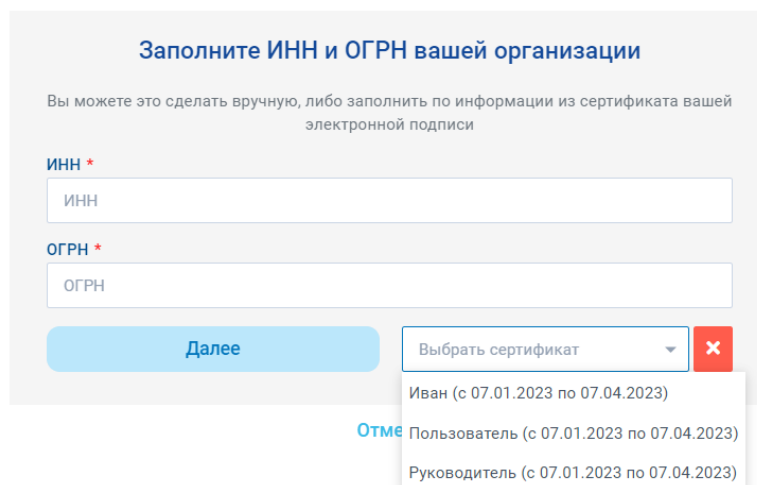 Заполните ИНН и ОГРН вашей организации
Вы можете это сделать вручную, либо заполнить по информации из сертификата вашей
электронной подписи
ИНН *
ИНН
ОГРН *
ОГРН
Далее
Выбрать сертификат
Иван (с 07.01.2023 по 07.04.2023)
Отме
Пользователь (с 07.01.2023 по 07.04.2023)
Руководитель (с 07.01.2023 по 07.04.2023)